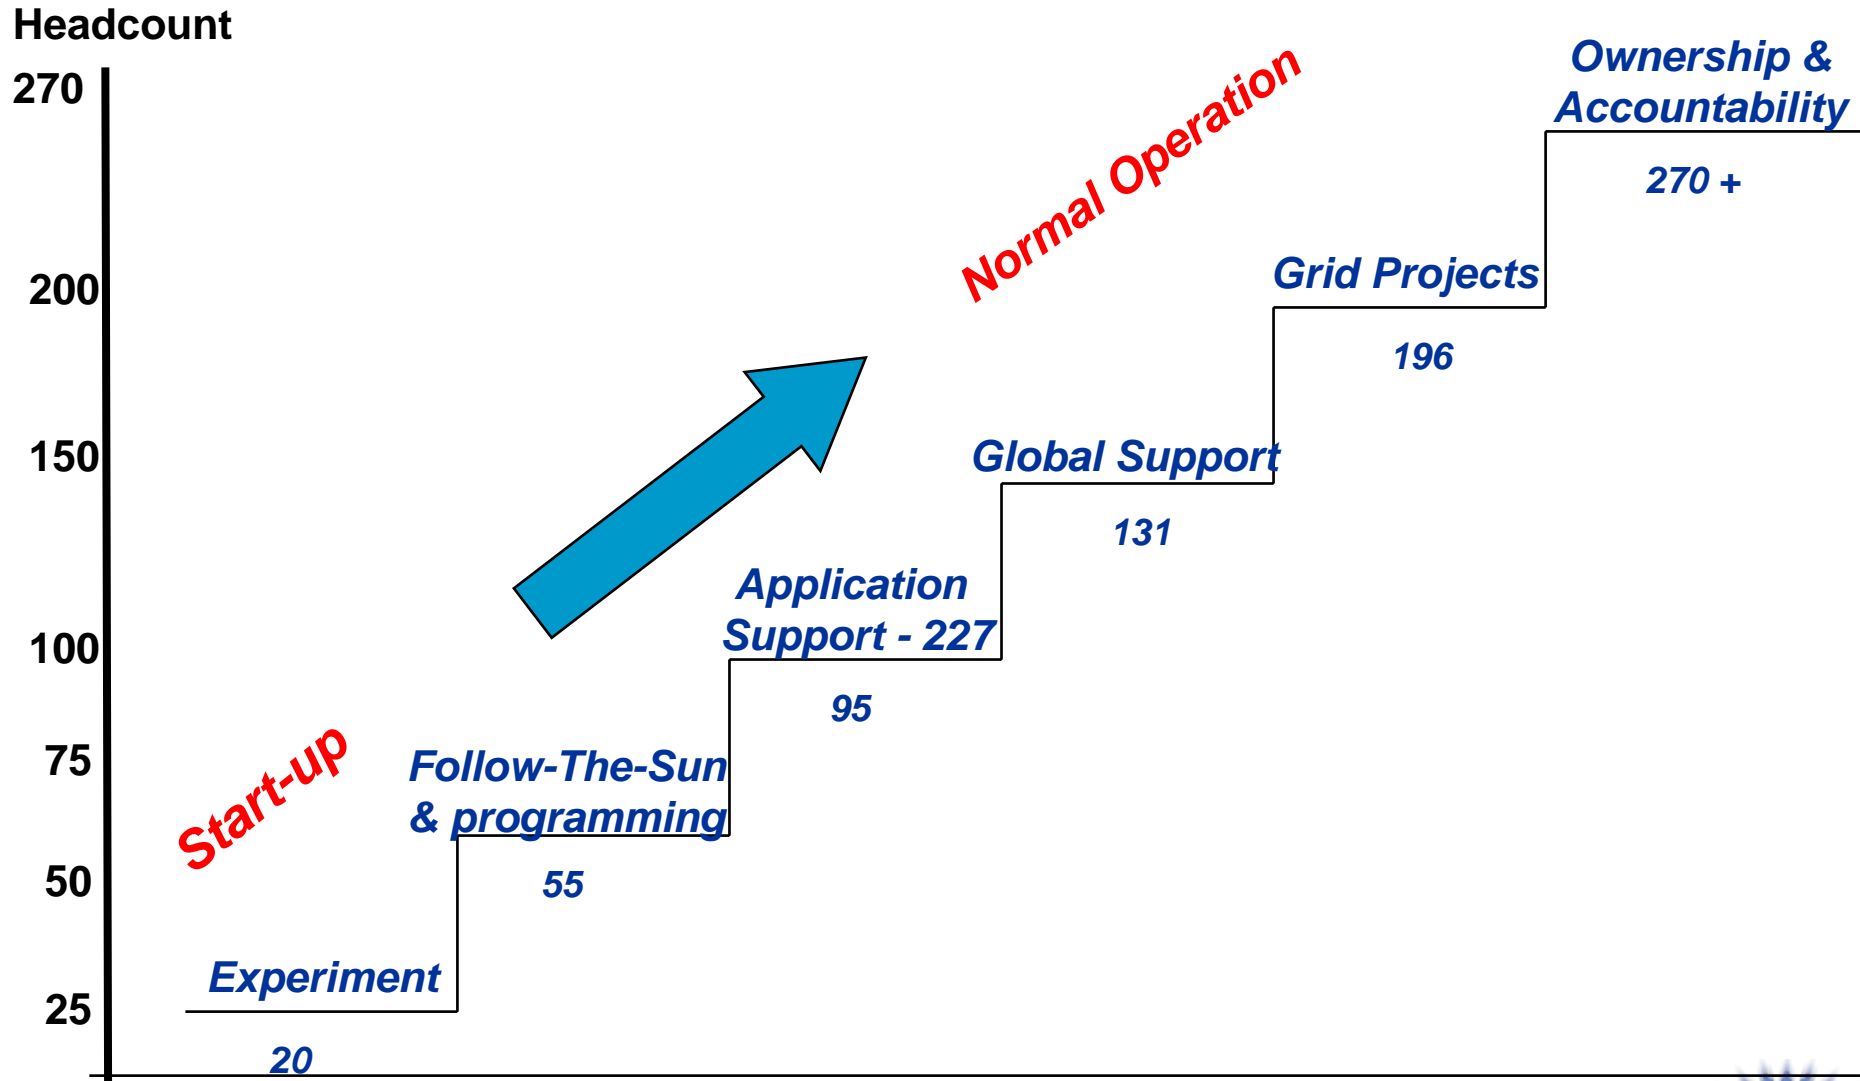 Headcount
270
200
150
100
75
50
25
Start-up
Normal Operation
Experiment
20
Follow-The-Sun
& programming
55
Application
Support - 227
95
Global Support
131
Grid Projects
196
Ownership &
Accountability
270 +